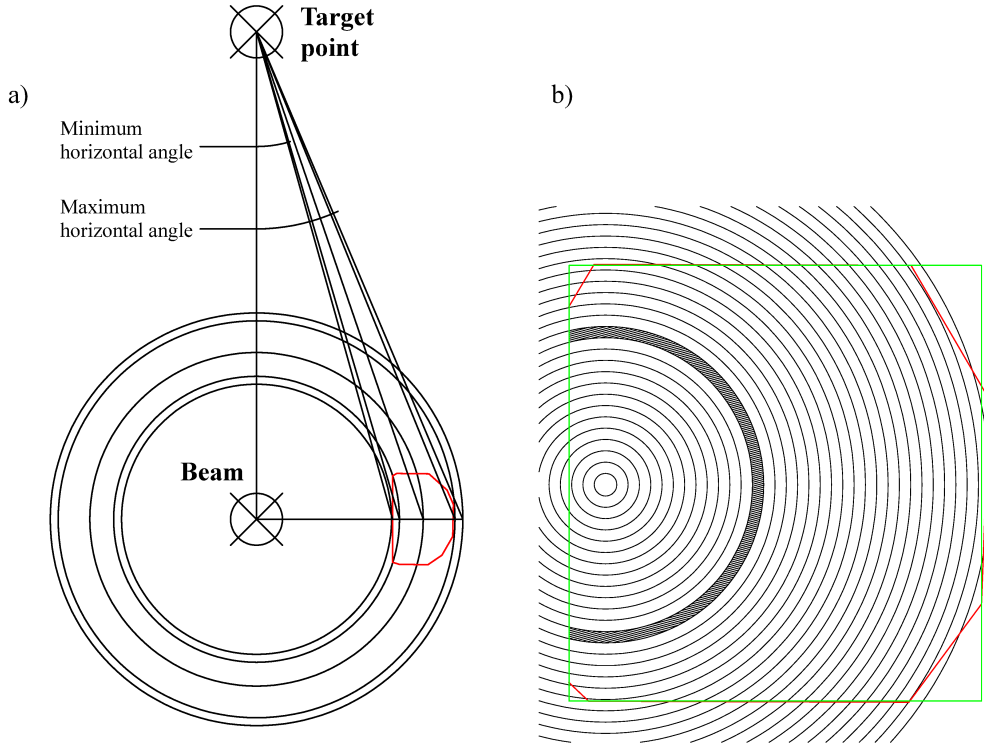 Target
point
a)
b)
Minimum
horizontal angle
Maximum
horizontal angle
Beam